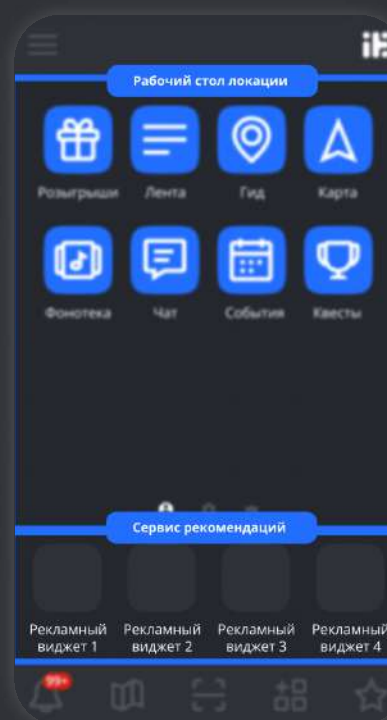 Рабочий стол локации
Розыгрыши Лента Гид Карта
Фонотека Чат События Квесты
Сервис рекомендаций
Рекламный Рекламный Рекламный Рекламный
виджет 1 виджет 2 виджет 3 виджет 4
99+